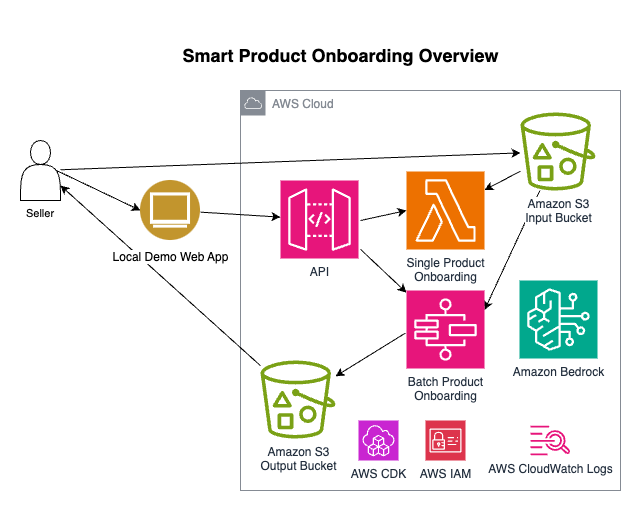 Smart Product Onboarding Overview
AWS Cloud
Seller
Local Demo Web App
API
Single Product
Onboarding
Amazon S3
Input Bucket
Batch Product
Onboarding
Amazon Bedrock
Amazon S3
Output Bucket
AWS CDK
AWS IAM
AWS CloudWatch Logs